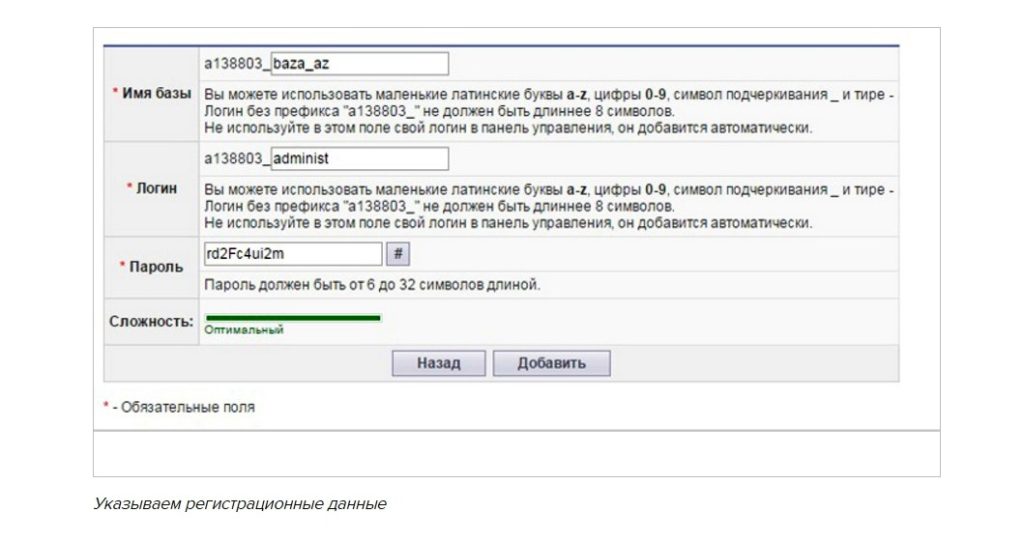 a138803_baza_az
* Имя базы
Вы можете использовать маленькие латинские буквы a-z, цифры 0-9, символ подчеркивания _ и тире -
Логин без префикса "a138803_" не должен быть длиннее 8 символов.
Не используйте в этом поле свой логин в панель управления, он добавится автоматически.
a138803_administ
* Логин
Вы можете использовать маленькие латинские буквы a-z, цифры 0-9, символ подчеркивания _ и тире -
Логин без префикса "a138803_" не должен быть длиннее 8 символов.
Не используйте в этом поле свой логин в панель управления, он добавится автоматически.
* Пароль
rd2Fc4ui2m #
Пароль должен быть от 6 до 32 символов длиной.
Сложность:
Оптимальный
Назад Добавить
* - Обязательные поля
Указываем регистрационные данные